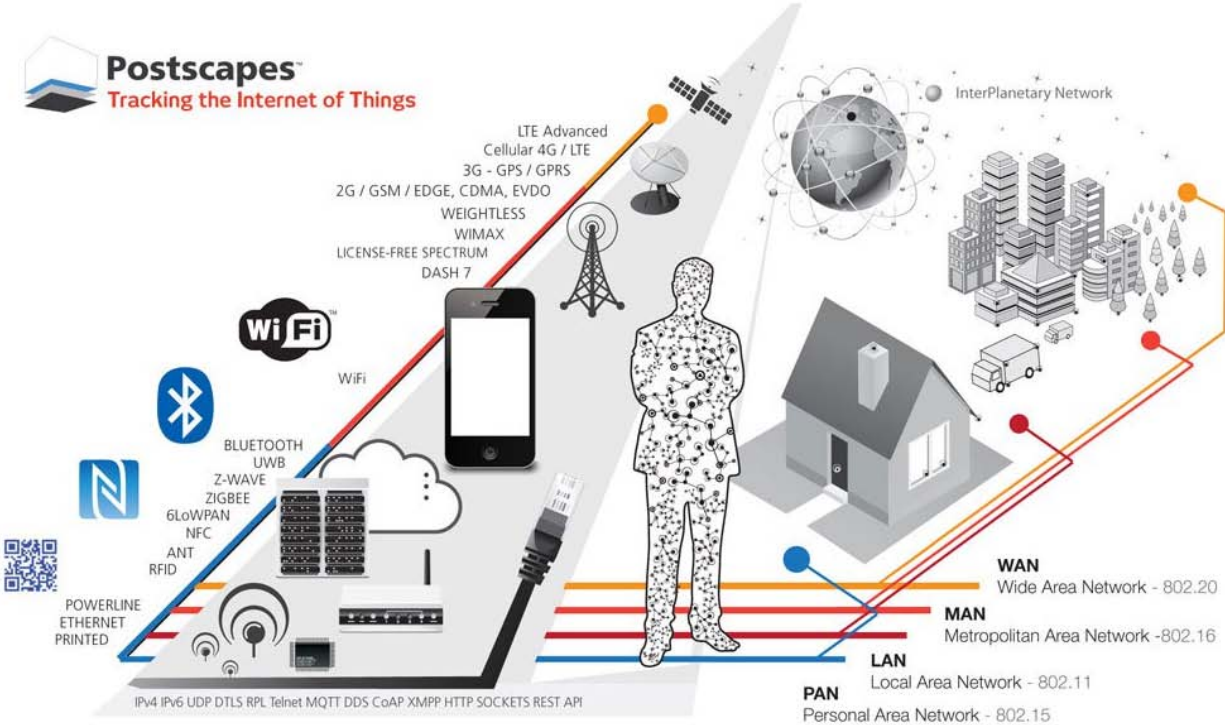 Postscapes™
Tracking the Internet of Things
InterPlanetary Network
LTE Advanced
Cellular 4G / LTE
3G - GPS / GPRS
2G / GSM / EDGE, CDMA, EVDO
WEIGHTLESS
WIMAX
LICENSE-FREE SPECTRUM
DASH 7
WiFi™
WiFi
BLUETOOTH
UWB
Z-WAVE
ZIGBEE
6LoWPAN
NFC
ANT
RFID
POWERLINE
ETHERNET
PRINTED
WAN
Wide Area Network - 802.20
MAN
Metropolitan Area Network -802.16
LAN
Local Area Network - 802.11
PAN
Personal Area Network - 802.15
IPv4 IPv6 UDP DTLS RPL Telnet MQTT DDS CoAP XMPP HTTP SOCKETS REST API